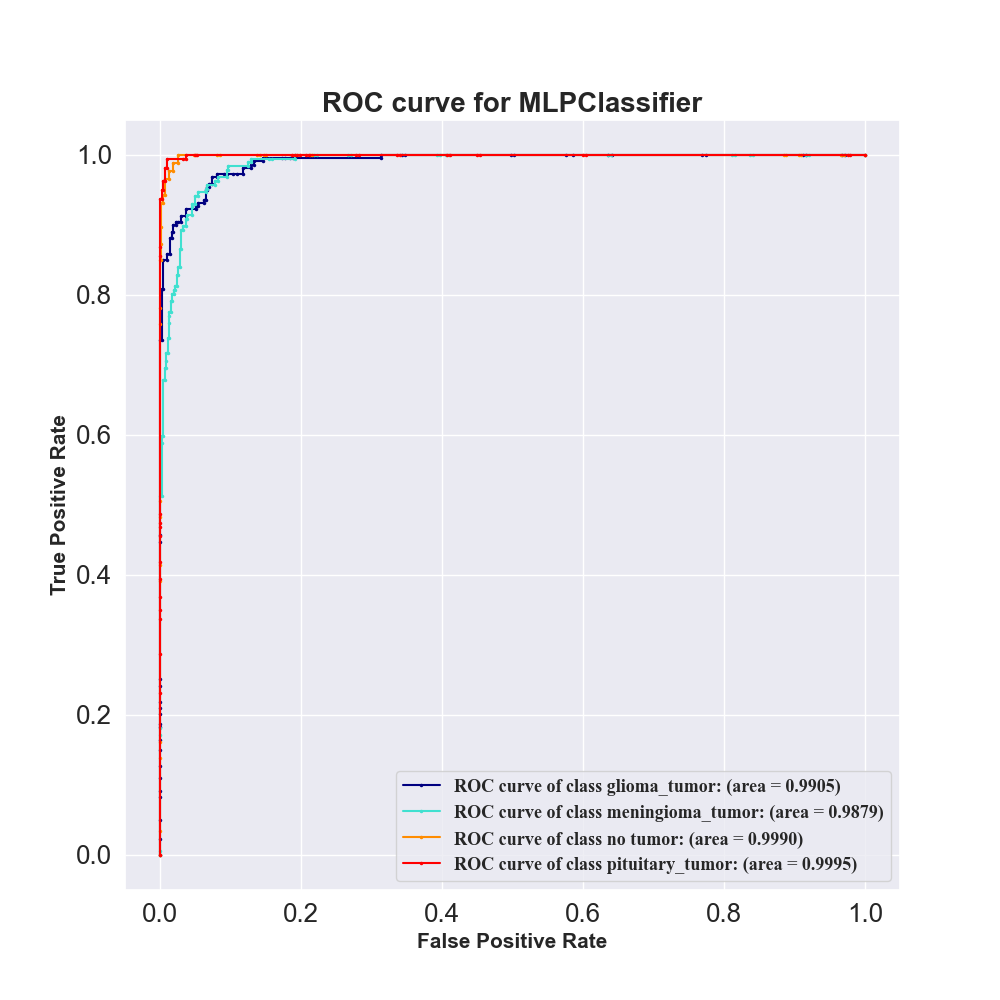 ROC curve for MLPClassifier
1.0
0.8
0.6
0.4
0.2
0.0
True Positive Rate
ROC curve of class glioma_tumor: (area = 0.9905)
ROC curve of class meningioma_tumor: (area = 0.9879)
ROC curve of class no tumor: (area = 0.9990)
ROC curve of class pituitary_tumor: (area = 0.9995)
0.0 0.2 0.4 0.6 0.8 1.0
False Positive Rate